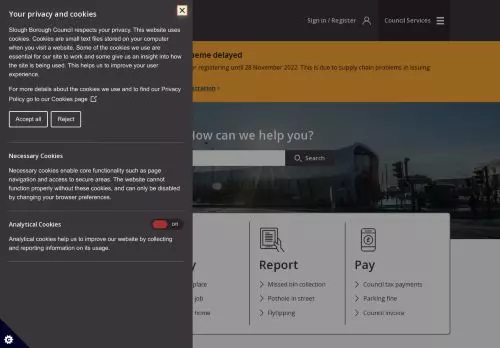 Your privacy and cookies
Slough Borough Council respects your privacy. This website uses
cookies. Cookies are small text files stored on your computer
when you visit a website. Some of the cookies we use are
essential for our site to work and some give us an insight into how
the site is being used. This helps us to improve your user
experience.
For more details about the cookies we use and to find our Privacy
Policy go to our Cookies page
Accept all
Reject
Necessary Cookies
Necessary cookies enable core functionality such as page
navigation and access to secure areas. The website cannot
function properly without these cookies, and can only be disabled
by changing your browser preferences.
Analytical Cookies
Off
Analytical cookies help us to improve our website by collecting
and reporting information on its usage.
Sign in / Register
Council Services
eme delayed
or registering until 28 November 2022. This is due to supply chain problems in issuing
stration
How can we help you?
Search
y
place
job
home
Report
Missed bin collection
Pothole in street
Flytipping
Pay
Council tax payments
Parking fine
Council invoice